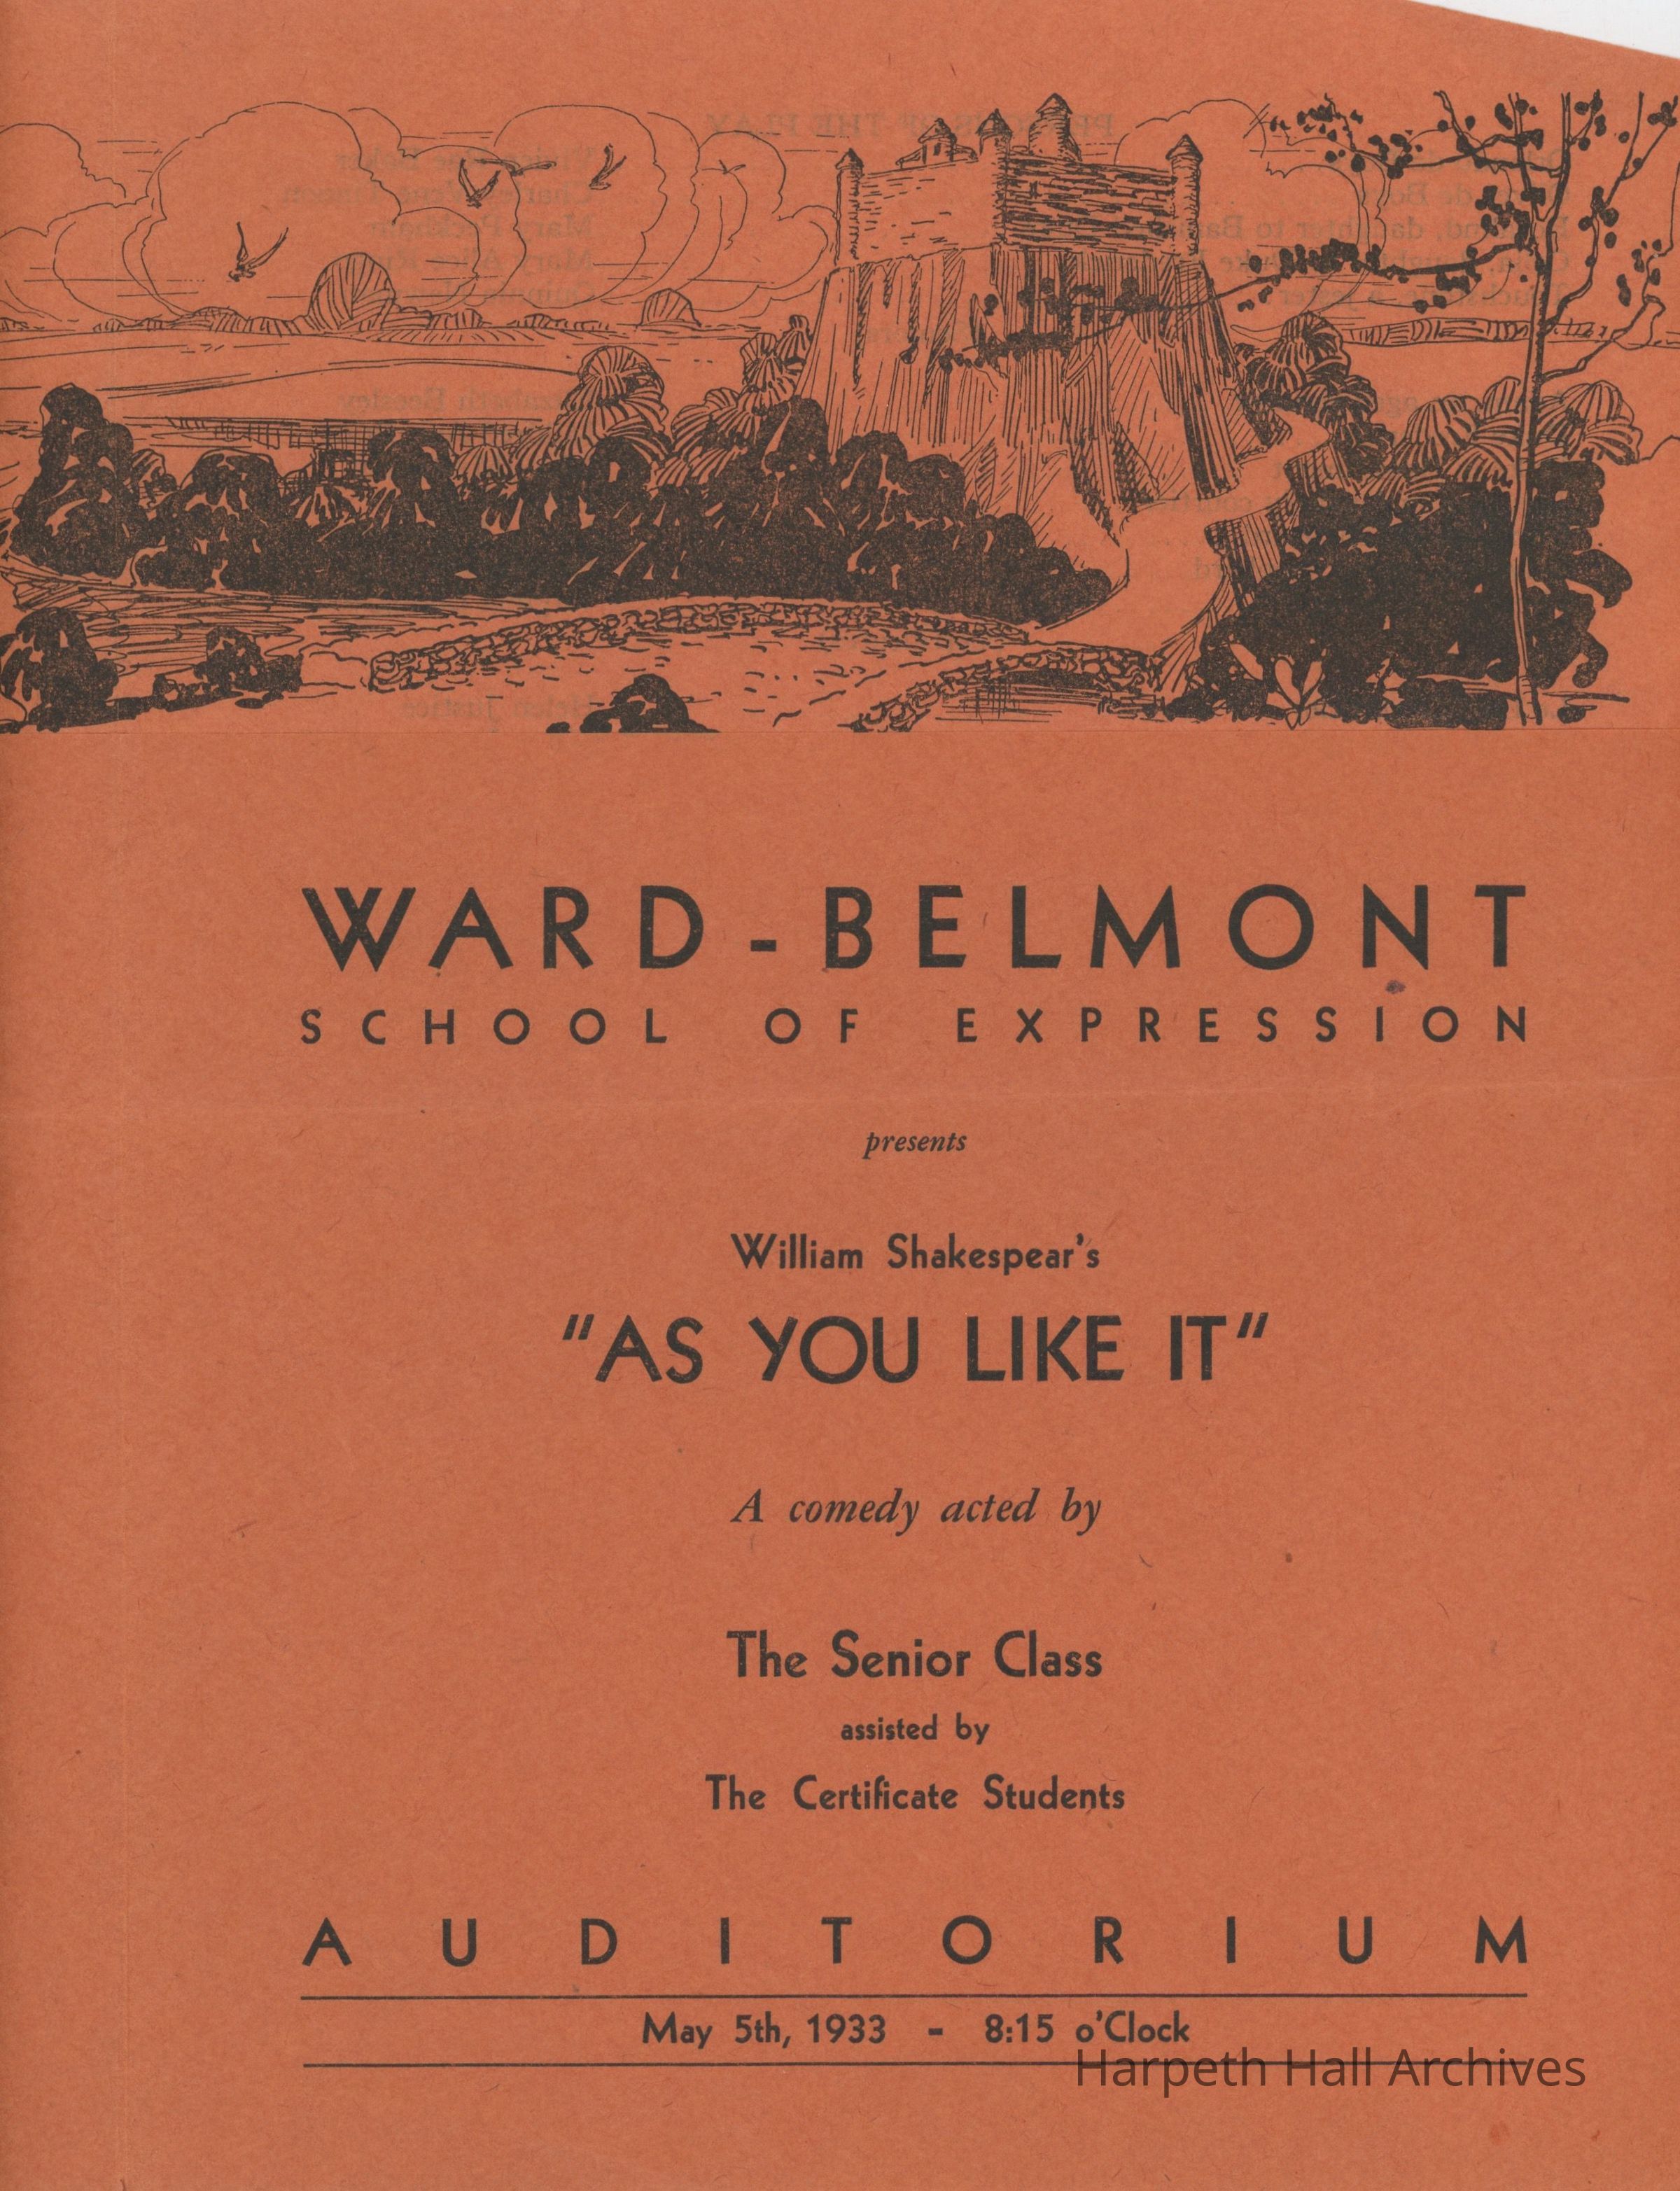 WARD-BELMONT
SCHOOL OF EXPRESSION
presents
William Shakespear's
"AS YOU LIKE IT"
A comedy acted by
The Senior Class
assisted by
The Certificate Students
AUDITORIUM
May 5th, 1933 - 8:15 o'Clock
Harpeth Hall Archives